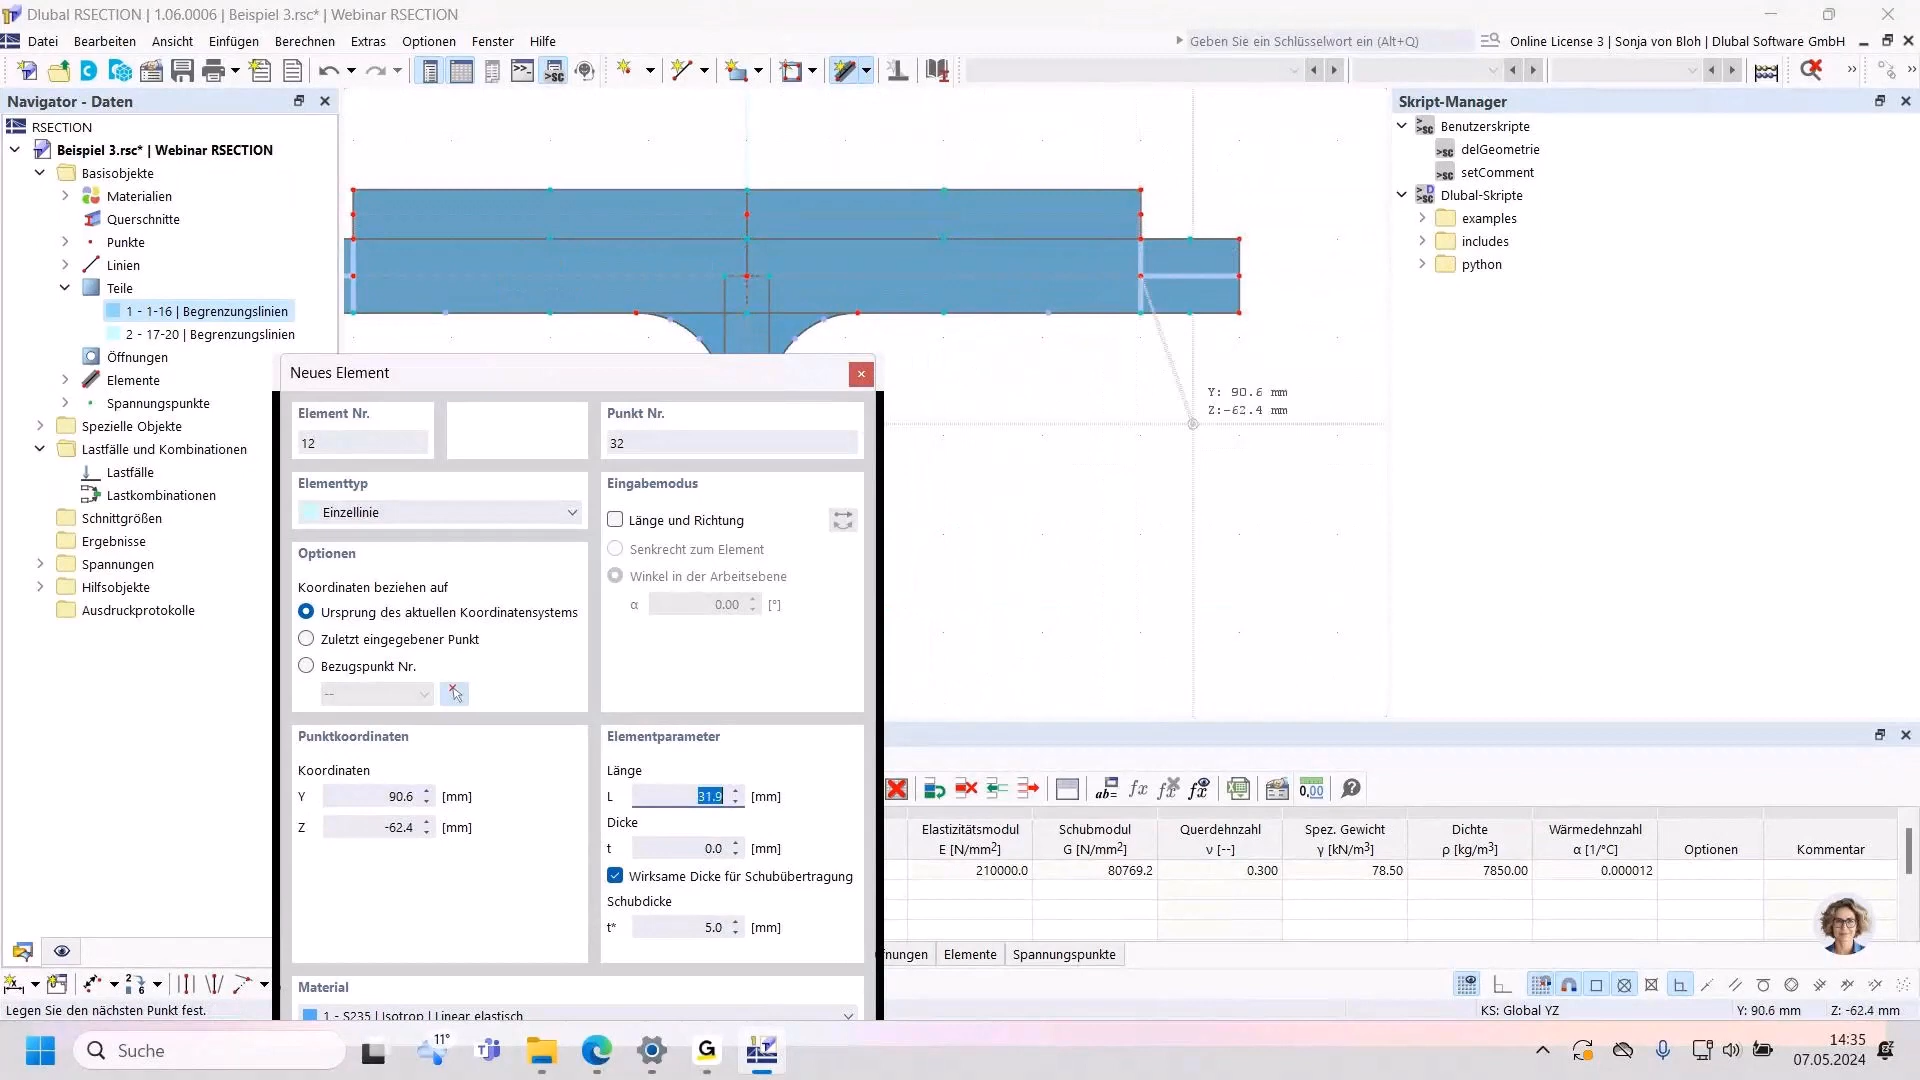 Dlubal RSECTION | 1.06.0006 | Beispiel 3.rsc* | Webinar RSECTION
Datei Bearbeiten Ansicht Einfügen Berechnen Extras Optionen Fenster Hilfe
Geben Sie ein Schlüsselwort ein (Alt+Q)
Online License 3 | Sonja von Bloh | Dlubal Software GmbH
Navigator - Daten
RSECTION
Beispiel 3.rsc* | Webinar RSECTION
Basisobjekte
Materialien
Querschnitte
Punkte
Linien
Teile
1 - 1-16 | Begrenzungslinien
2 - 17-20 | Begrenzungslinien
Öffnungen
Elemente
Spannungspunkte
Spezielle Objekte
Lastfälle und Kombinationen
Lastfälle
Lastkombinationen
Schnittgrößen
Ergebnisse
Spannungen
Hilfsobjekte
Ausdruckprotokolle
Legen Sie den nächsten Punkt fest.
Y: 90.6 mm
Z:-62.4 mm
Neues Element
Element Nr.
12
Punkt Nr.
32
Elementtyp
Einzellinie
Eingabemodus
Länge und Richtung
Senkrecht zum Element
Winkel in der Arbeitsebene
α 0.00 [°]
Optionen
Koordinaten beziehen auf
Ursprung des aktuellen Koordinatensystems
Zuletzt eingegebener Punkt
Bezugspunkt Nr.
--
Punktkoordinaten
Koordinaten
Y 90.6 [mm]
Z -62.4 [mm]
Elementparameter
Länge
L 31.9 [mm]
Dicke
t 0.0 [mm]
Wirksame Dicke für Schubübertragung
Schubdicke
t* 5.0 [mm]
Material
1 - S235 | Isotrop | Linear elastisch
Skript-Manager
Benutzerskripte
delGeometrie
setComment
Dlubal-Skripte
examples
includes
python
Elastizitätsmodul Schubmodul Querdehnzahl Spez. Gewicht Dichte Wärmedehnzahl
E [N/mm2] G [N/mm2] ν [--] γ [kN/m3] ρ [kg/m3] α [1/°C] Optionen Kommentar
210000.0 80769.2 0.300 78.50 7850.00 0.000012
fnungen Elemente Spannungspunkte
KS: Global YZ Y: 90.6 mm Z: -62.4 mm
Suche
11°
14:35
07.05.2024